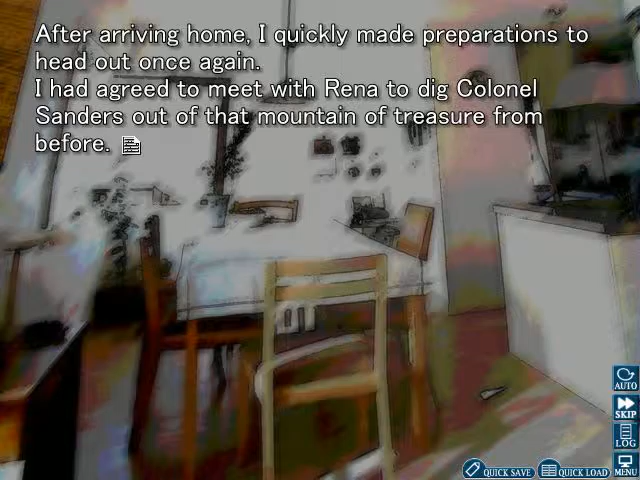 After arriving home, I quickly made preparations to
head out once again.
I had agreed to meet with Rena to dig Colonel
Sanders out of that mountain of treasure from
before.
AUTO
SKIP
LOG
MENU
QUICK SAVE
QUICK LOAD